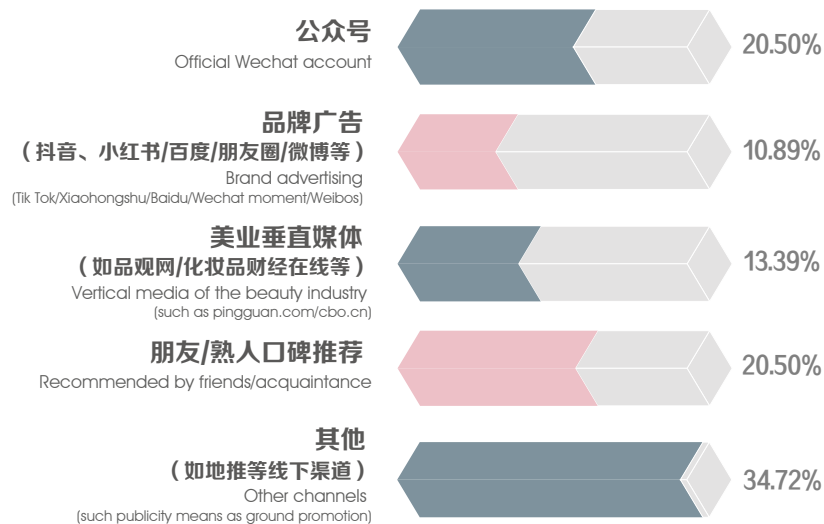 公众号
Official Wechat account
20.50%
品牌广告
（抖音、小红书/百度/朋友圈/微博等）
Brand advertising
(Tik Tok/Xiaohongshu/Baidu/Wechat moment/Weibos)
10.89%
美业垂直媒体
（如品观网/化妆品财经在线等）
Vertical media of the beauty industry
(such as pingguan.com/cbo.cn)
13.39%
朋友/熟人口碑推荐
Recommended by friends/acquaintance
20.50%
其他
（如地推等线下渠道）
Other channels
(such publicity means as ground promotion)
34.72%